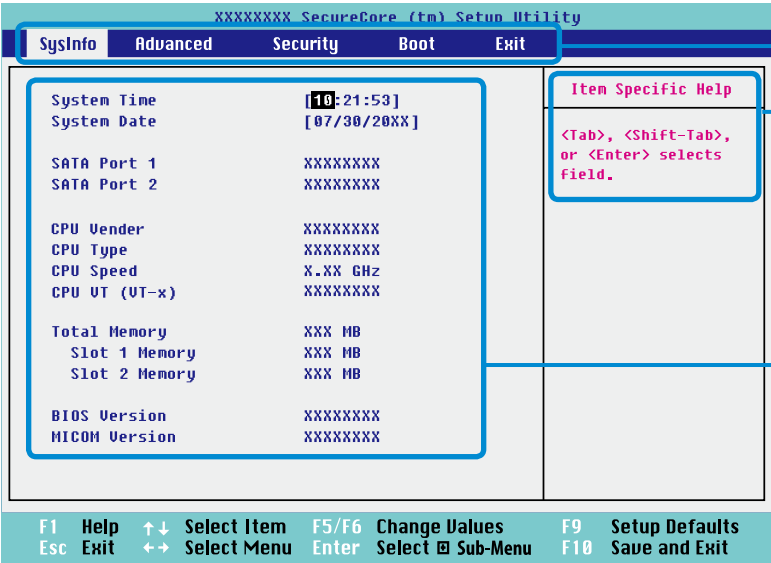 XXXXXXXX SecureCore (tm) Setup Utility
SysInfo Advanced Security Boot Exit
System Time [10:21:53]
System Date [07/30/20XX]
SATA Port 1 XXXXXXXX
SATA Port 2 XXXXXXXX
CPU Vender XXXXXXXX
CPU Type XXXXXXXX
CPU Speed X.XX GHz
CPU VT (VT-x) XXXXXXXX
Total Memory XXX MB
Slot 1 Memory XXX MB
Slot 2 Memory XXX MB
BIOS Version XXXXXXXX
MICOM Version XXXXXXXX
Item Specific Help
<Tab>, <Shift-Tab>,
or <Enter> selects
field.
F1 Help ↑↓ Select Item F5/F6 Change Values F9 Setup Defaults
Esc Exit ←→ Select Menu Enter Select Sub-Menu F10 Save and Exit